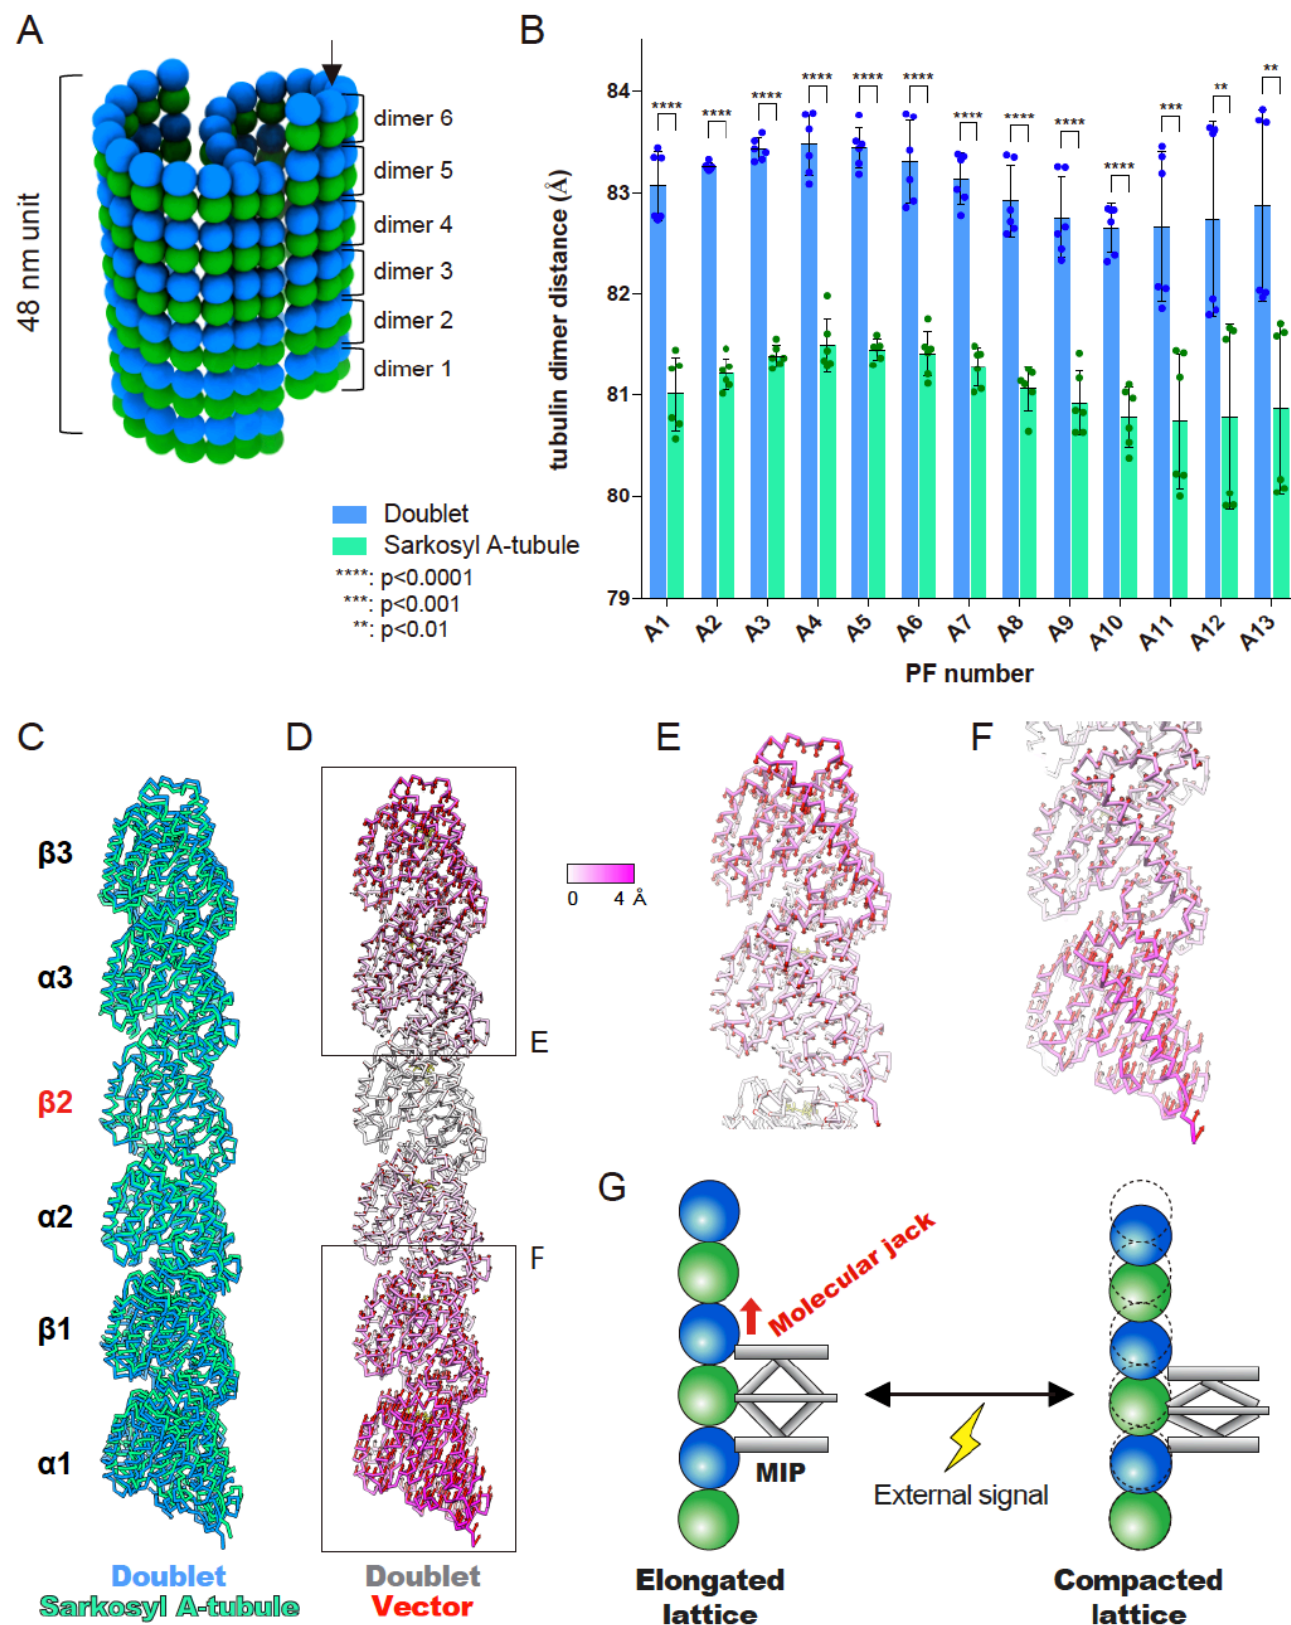 A
48 nm unit
dimer 6
dimer 5
dimer 4
dimer 3
dimer 2
dimer 1
Doublet
Sarkosyl A-tubule
****: p<0.0001
***: p<0.001
**: p<0.01
B
tubulin dimer distance (Å)
84
83
82
81
80
79
**** **** **** **** **** **** **** **** **** **** *** ** **
A1 A2 A3 A4 A5 A6 A7 A8 A9 A10 A11 A12 A13
PF number
C
β3
α3
β2
α2
β1
α1
Doublet
Sarkosyl A-tubule
D
E
F
0 4 Å
Doublet
Vector
E
F
G
Molecular jack
MIP
External signal
Elongated
lattice
Compacted
lattice